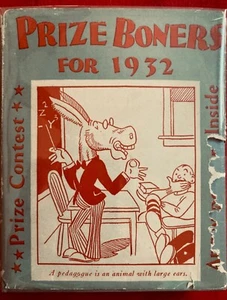 PRIZE BONERS
FOR 1932
★★ Prize Contest ★★
Inside
A pedagogue is an animal with large ears.